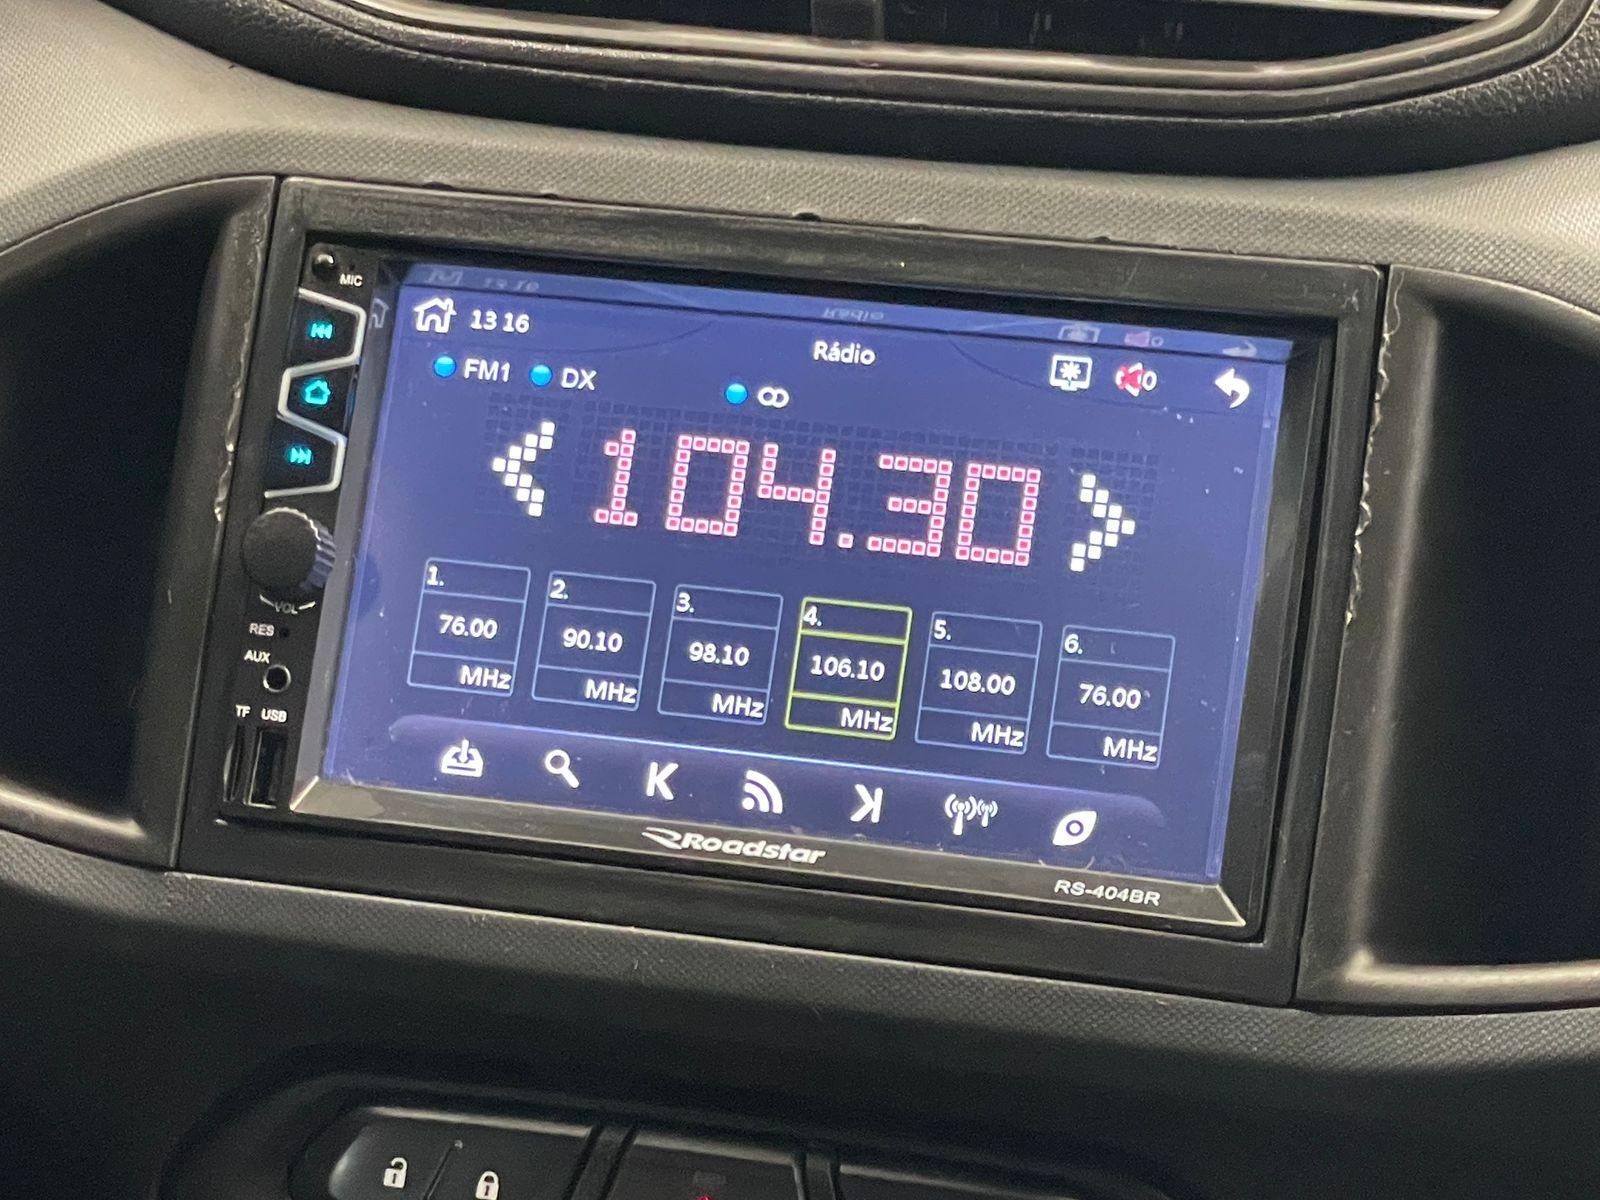 MIC
13 16
Rádio
0
FM1
DX
104.30
1.
76.00
MHz
2.
90.10
MHz
3.
98.10
MHz
4.
106.10
MHz
5.
108.00
MHz
6.
76.00
MHz
VOL
RES
AUX
TF USB
Roadstar
RS-404BR